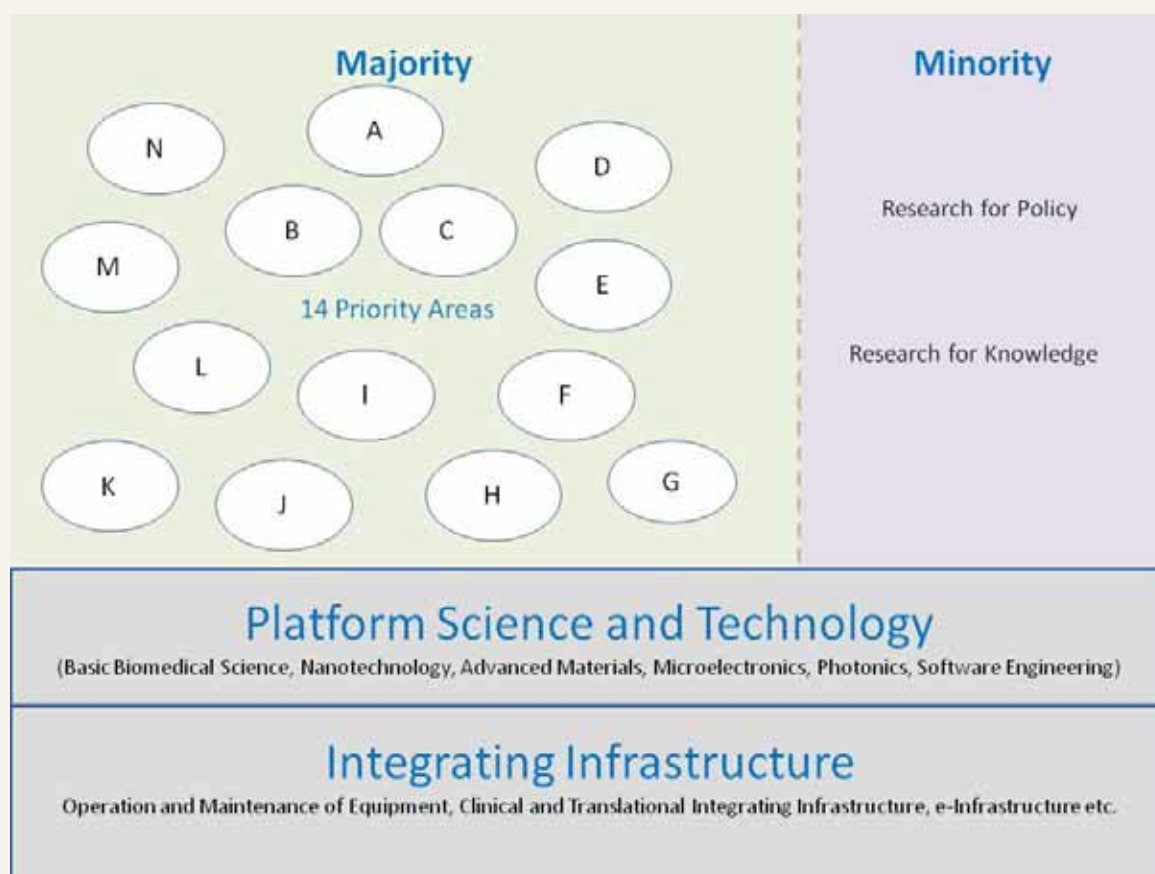 Majority
Minority
A
N
D
B
C
Research for Policy
M
E
14 Priority Areas
Research for Knowledge
L
I
F
K
J
H
G
Platform Science and Technology
(Basic Biomedical Science, Nanotechnology, Advanced Materials, Microelectronics, Photonics, Software Engineering)
Integrating Infrastructure
Operation and Maintenance of Equipment, Clinical and Translational Integrating Infrastructure, e-Infrastructure etc.